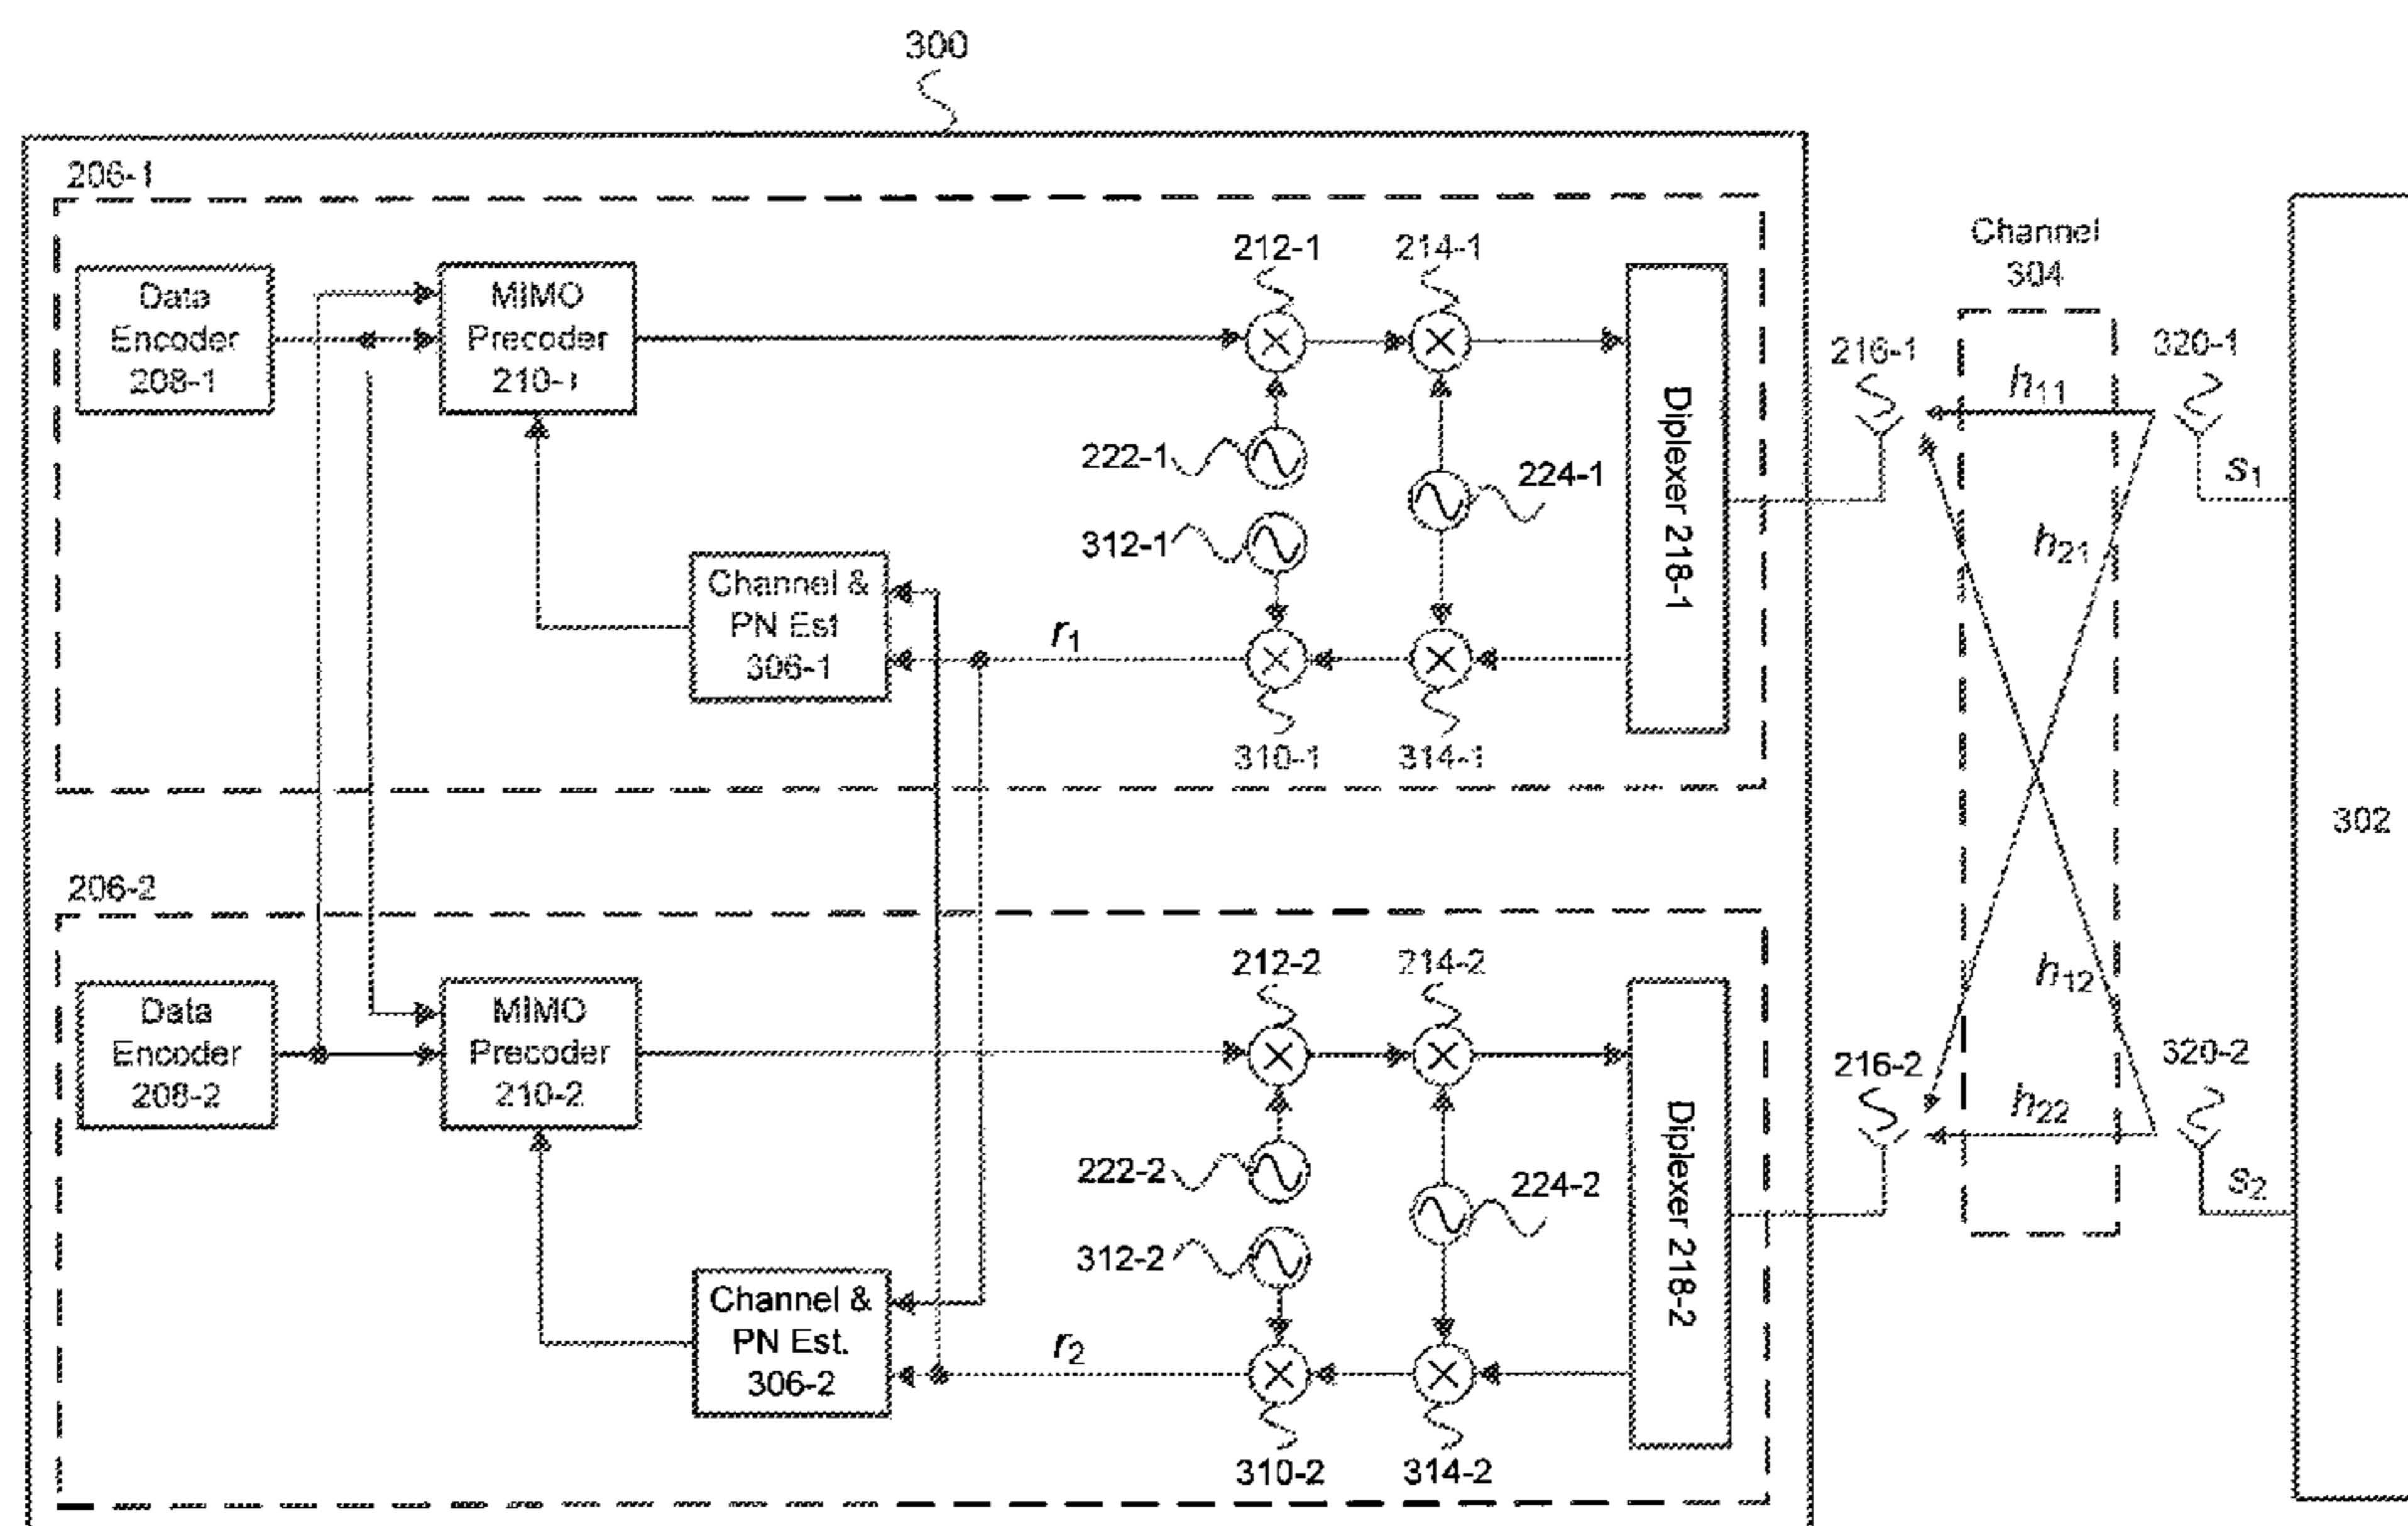 300
206-1
Data
Encoder
208-1
MIMO
Precoder
210-1
212-1
214-1
222-1
312-1
224-1
Diplexer 218-1
Channel &
PN Est
306-1
r1
310-1
314-1
216-1
Channel
304
320-1
h11
h21
s1
302
206-2
Data
Encoder
208-2
MIMO
Precoder
210-2
212-2
214-2
222-2
312-2
224-2
Diplexer 218-2
Channel &
PN Est.
306-2
r2
310-2
314-2
216-2
h12
h22
320-2
s2